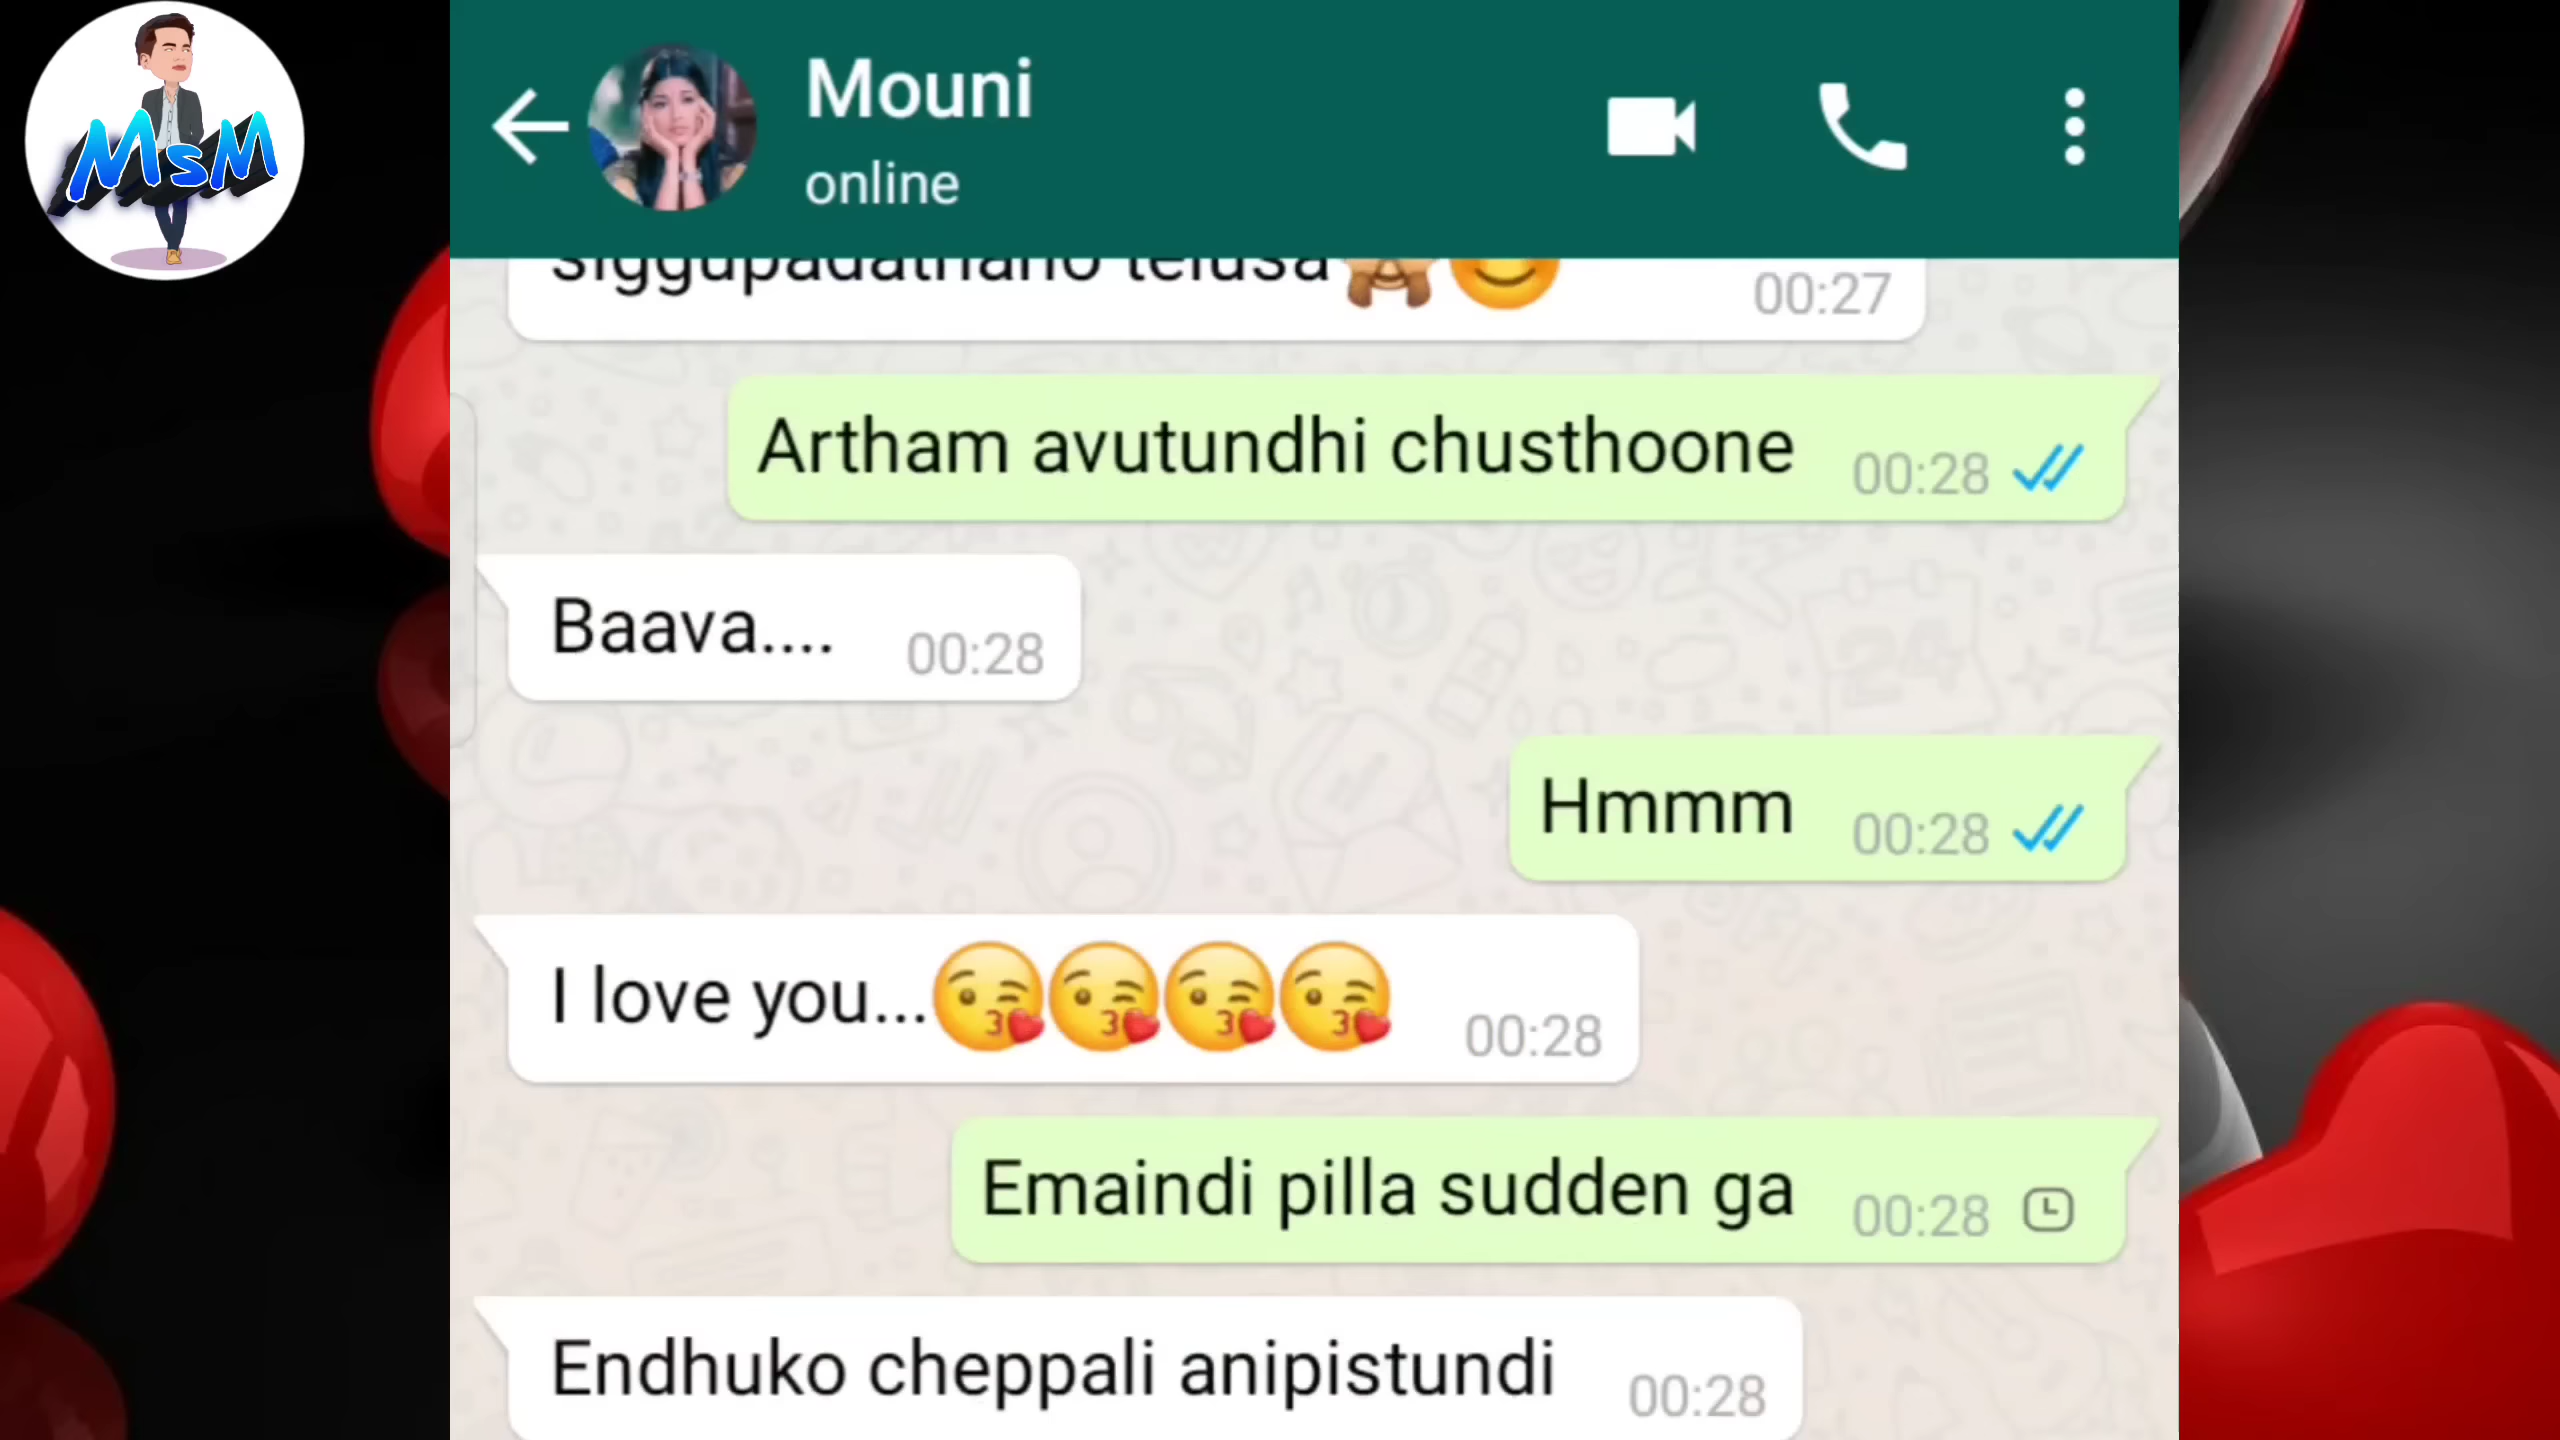 MsM
Mouni
online
siggupadathano telusa🙈😊 00:27
Artham avutundhi chusthoone 00:28
Baava.... 00:28
Hmmm 00:28
I love you...😘😘😘😘 00:28
Emaindi pilla sudden ga 00:28
Endhuko cheppali anipistundi 00:28